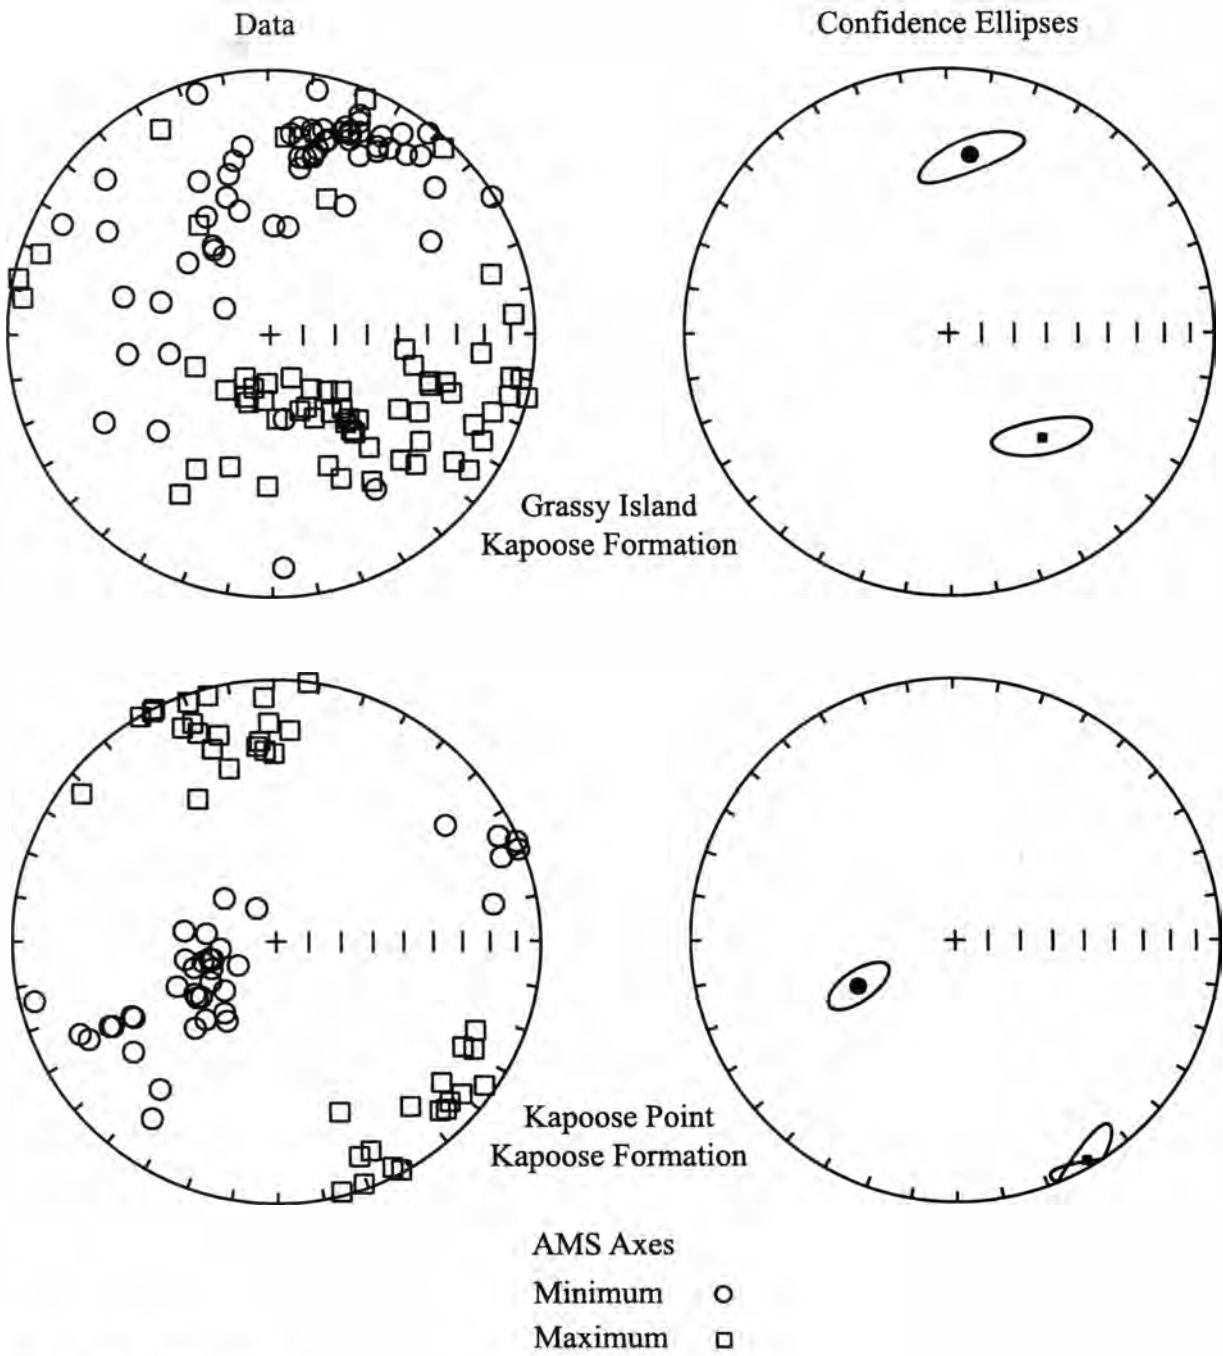 Data
Confidence Ellipses
Grassy Island
Kapoose Formation
Kapoose Point
Kapoose Formation
AMS Axes
Minimum
Maximum